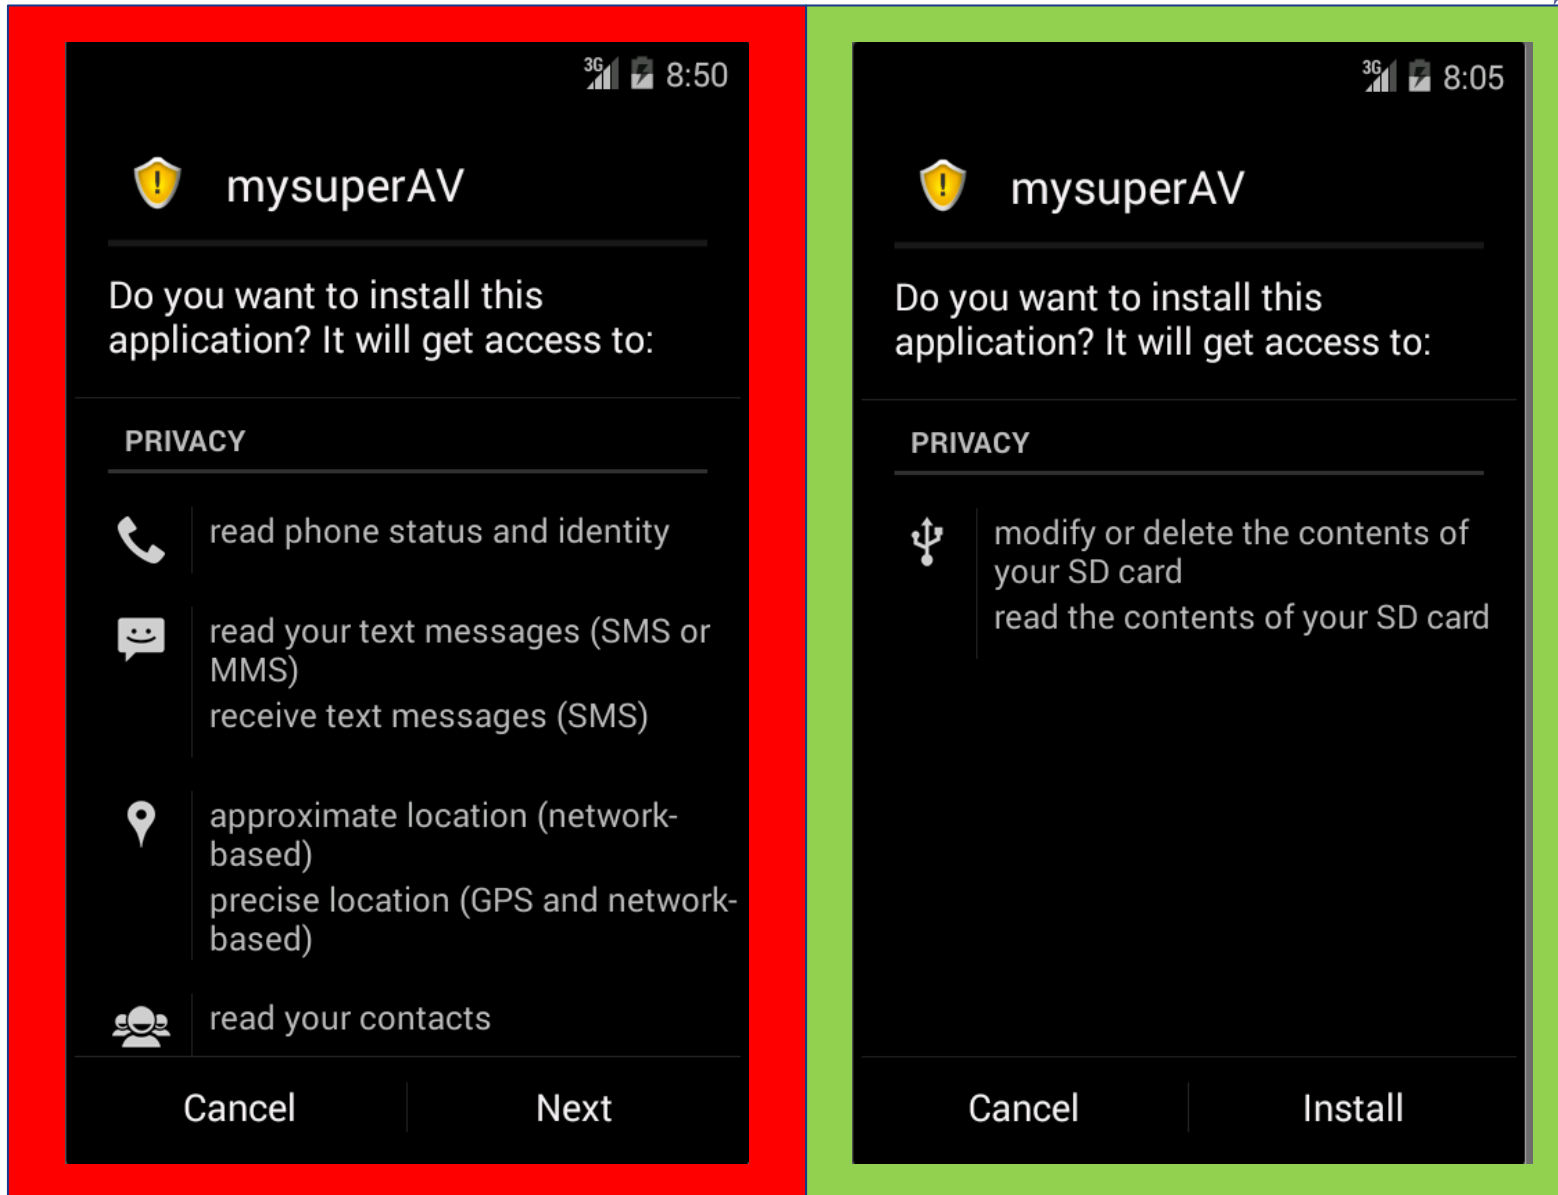 3G 8:50
mysuperAV
Do you want to install this
application? It will get access to:
PRIVACY
read phone status and identity
read your text messages (SMS or
MMS)
receive text messages (SMS)
approximate location (network-
based)
precise location (GPS and network-
based)
read your contacts
Cancel Next
3G 8:05
mysuperAV
Do you want to install this
application? It will get access to:
PRIVACY
modify or delete the contents of
your SD card
read the contents of your SD card
Cancel Install